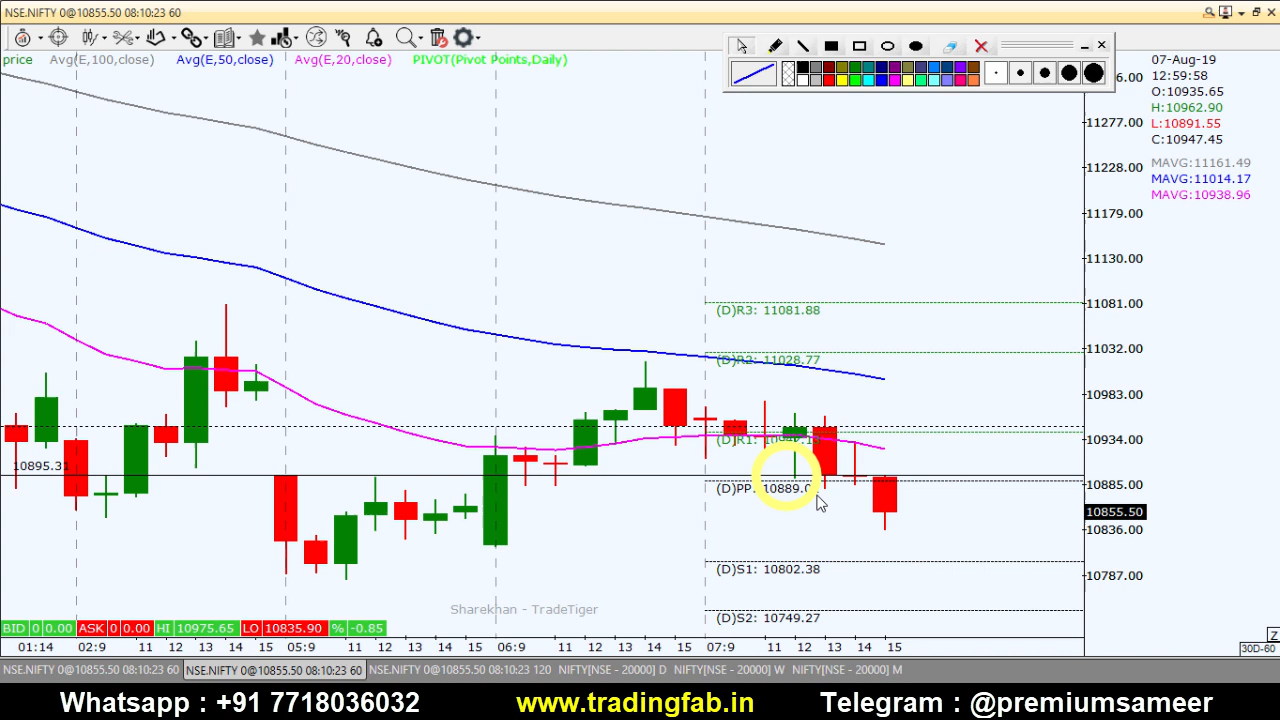 NSE.NIFTY 0@10855.50 08:10:23 60
price Avg(E,100,close) Avg(E,50,close) Avg(E,20,close) PIVOT(Pivot Points,Daily)
07-Aug-19
12:59:58
O:10935.65
H:10962.90
L:10891.55
C:10947.45
MAVG:11161.49
MAVG:11014.17
MAVG:10938.96
11277.00
11228.00
11179.00
11130.00
11081.00
11032.00
10983.00
10934.00
10885.00
10855.50
10836.00
10787.00
(D)R3: 11081.88
(D)R2: 11028.77
(D)R1:
10895.31
(D)PP:
(D)S1: 10802.38
(D)S2: 10749.27
Sharekhan - TradeTiger
BID 0 0.00 ASK 0 0.00 HI 10975.65 LO 10835.90 % -0.85
01:14 02:9 11 12 13 14 15 05:9 11 12 13 14 15 06:9 11 12 13 14 15 07:9 11 12 13 14 15
Z
30D-60
NSE.NIFTY 0@10855.50 08:10:23 60 NSE.NIFTY 0@10855.50 08:10:23 60 NSE.NIFTY 0@10855.50 08:10:23 120 NIFTY[NSE - 20000] D NIFTY[NSE - 20000] W NIFTY[NSE - 20000] M
Whatsapp : +91 7718036032 www.tradingfab.in Telegram : @premiumsameer